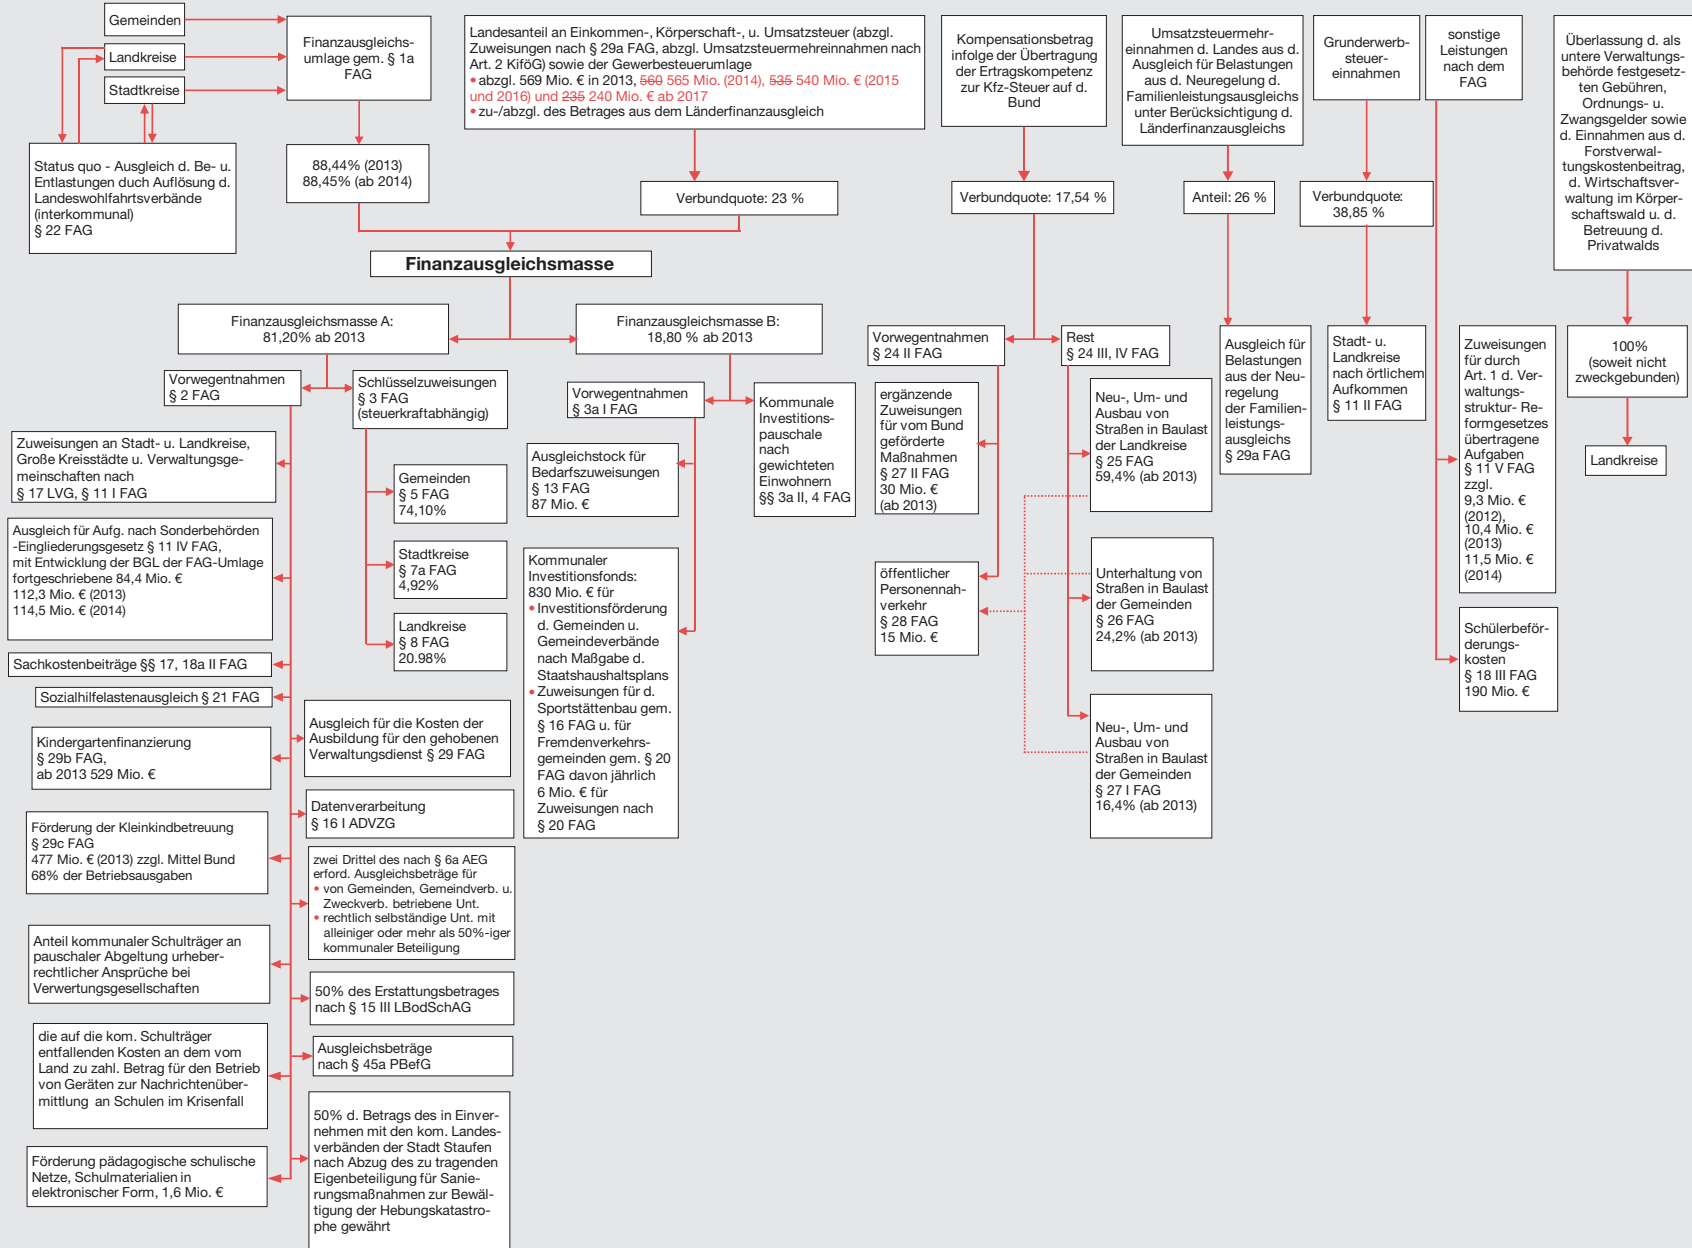 Gemeinden
Landkreise
Stadtkreise
Finanzausgleichs-
umlage gem. § 1a
FAG
Landesanteil an Einkommen-, Körperschaft-, u. Umsatzsteuer (abzgl.
Zuweisungen nach § 29a FAG, abzgl. Umsatzsteuermehreinnahmen nach
Art. 2 KiföG) sowie der Gewerbesteuerumlage
• abzgl. 569 Mio. € in 2013, 560 565 Mio. (2014), 535 540 Mio. € (2015
und 2016) und 235 240 Mio. € ab 2017
• zu-/abzgl. des Betrages aus dem Länderfinanzausgleich
Kompensationsbetrag
infolge der Übertragung
der Ertragskompetenz
zur Kfz-Steuer auf d.
Bund
Umsatzsteuermehr-
einnahmen d. Landes aus d.
Ausgleich für Belastungen
aus d. Neuregelung d.
Familienleistungsausgleichs
unter Berücksichtigung d.
Länderfinanzausgleichs
Grunderwerb-
steuer-
einnahmen
sonstige
Leistungen
nach dem
FAG
Überlassung d. als
untere Verwaltungs-
behörde festgesetz-
ten Gebühren,
Ordnungs- u.
Zwangsgelder sowie
d. Einnahmen aus d.
Forstverwal-
tungskostenbeitrag,
d. Wirtschaftsver-
waltung im Körper-
schaftswald u. d.
Betreuung d.
Privatwalds
Status quo - Ausgleich d. Be- u.
Entlastungen duch Auflösung d.
Landeswohlfahrtsverbände
(interkommunal)
§ 22 FAG
88,44% (2013)
88,45% (ab 2014)
Verbundquote: 23 %
Verbundquote: 17,54 %
Anteil: 26 %
Verbundquote:
38,85 %
Finanzausgleichsmasse
Finanzausgleichsmasse A:
81,20% ab 2013
Finanzausgleichsmasse B:
18,80 % ab 2013
Vorwegentnahmen
§ 2 FAG
Schlüsselzuweisungen
§ 3 FAG
(steuerkraftabhängig)
Vorwegentnahme
§ 3a I FAG
Kommunale
Investitions-
pauschale
nach
gewichteten
Einwohnern
§§ 3a II, 4 FAG
Vorwegentnahmen
§ 24 II FAG
Rest
§ 24 III, IV FAG
Ausgleich für
Belastungen
aus der Neu-
regelung
der Familien-
leistungs-
ausgleichs
§ 29a FAG
Stadt- u.
Landkreise
nach örtlichem
Aufkommen
§ 11 II FAG
Zuweisungen
für durch
Art. 1 d. Ver-
waltungs-
struktur- Re-
formgesetzes
übertragene
Aufgaben
§ 11 V FAG
zzgl.
9,3 Mio. €
(2012),
10,4 Mio. €
(2013)
11,5 Mio. €
(2014)
100%
(soweit nicht
zweckgebunden)
Landkreise
Zuweisungen an Stadt- u. Landkreise,
Große Kreisstädte u. Verwaltungsge-
meinschaften nach
§ 17 LVG, § 11 I FAG
Ausgleich für Aufg. nach Sonderbehörden
-Eingliederungsgesetz § 11 IV FAG,
mit Entwicklung der BGL der FAG-Umlage
fortgeschriebene 84,4 Mio. €
112,3 Mio. € (2013)
114,5 Mio. € (2014)
Sachkostenbeiträge §§ 17, 18a II FAG
Sozialhilfelastenausgleich § 21 FAG
Kindergartenfinanzierung
§ 29b FAG,
ab 2013 529 Mio. €
Förderung der Kleinkindbetreuung
§ 29c FAG
477 Mio. € (2013) zzgl. Mittel Bund
68% der Betriebsausgaben
Anteil kommunaler Schulträger an
pauschaler Abgeltung urheber-
rechtlicher Ansprüche bei
Verwertungsgesellschaften
die auf die kom. Schulträger
entfallenden Kosten an dem vom
Land zu zahl. Betrag für den Betrieb
von Geräten zur Nachrichtenüber-
mittlung an Schulen im Krisenfall
Förderung pädagogische schulische
Netze, Schulmaterialien in
elektronischer Form, 1,6 Mio. €
Gemeinden
§ 5 FAG
74,10%
Stadtkreise
§ 7a FAG
4,92%
Landkreise
§ 8 FAG
20.98%
Ausgleich für die Kosten der
Ausbildung für den gehobenen
Verwaltungsdienst § 29 FAG
Datenverarbeitung
§ 16 I ADVZG
zwei Drittel des nach § 6a AEG
erford. Ausgleichsbeträge für
• von Gemeinden, Gemeindverb. u.
Zweckverb. betriebene Unt.
• rechtlich selbständige Unt. mit
alleiniger oder mehr als 50%-iger
kommunaler Beteiligung
50% des Erstattungsbetrages
nach § 15 III LBodSchAG
Ausgleichsbeträge
nach § 45a PBefG
50% d. Betrags des in Einver-
nehmen mit den kom. Landes-
verbänden der Stadt Staufen
nach Abzug des zu tragenden
Eigenbeteiligung für Sanie-
rungsmaßnahmen zur Bewäl-
tigung der Hebungskatastro-
phe gewährt
Ausgleichstock für
Bedarfszuweisungen
§ 13 FAG
87 Mio. €
Kommunaler
Investitionsfonds:
830 Mio. € für
• Investitionsförderung
d. Gemeinden u.
Gemeindeverbände
nach Maßgabe d.
Staatshaushaltsplans
• Zuweisungen für d.
Sportstättenbau gem.
§ 16 FAG u. für
Fremdenverkehrs-
gemeinden gem. § 20
FAG davon jährlich
6 Mio. € für
Zuweisungen nach
§ 20 FAG
ergänzende
Zuweisungen
für vom Bund
geförderte
Maßnahmen
§ 27 II FAG
30 Mio. €
(ab 2013)
öffentlicher
Personennah-
verkehr
§ 28 FAG
15 Mio. €
Neu-, Um- und
Ausbau von
Straßen in Baulast
der Landkreise
§ 25 FAG
59,4% (ab 2013)
Unterhaltung von
Straßen in Baulast
der Gemeinden
§ 26 FAG
24,2% (ab 2013)
Neu-, Um- und
Ausbau von
Straßen in Baulast
der Gemeinden
§ 27 I FAG
16,4% (ab 2013)
Schülerbeför-
derungs-
kosten
§ 18 III FAG
190 Mio. €